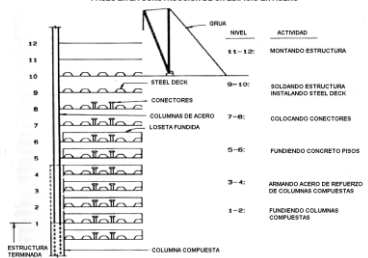 GRUA
NIVEL ACTIVIDAD
12
11
10
9
8
7
6
5
4
3
2
1
STEEL DECK
CONECTORES
COLUMNAS DE ACERO
LOSETA FUNDIDA
11-12: MONTANDO ESTRUCTURA
9-10: SOLDANDO ESTRUCTURA
INSTALANDO STEEL DECK
7-8: COLOCANDO CONECTORES
5-6: FUNDIENDO CONCRETO PISOS
3-4: ARMANDO ACERO DE REFUERZO
DE COLUMNAS COMPUESTAS
1-2: FUNDIENDO COLUMNAS
COMPUESTAS
ESTRUCTURA
TERMINADA
COLUMNA COMPUESTA